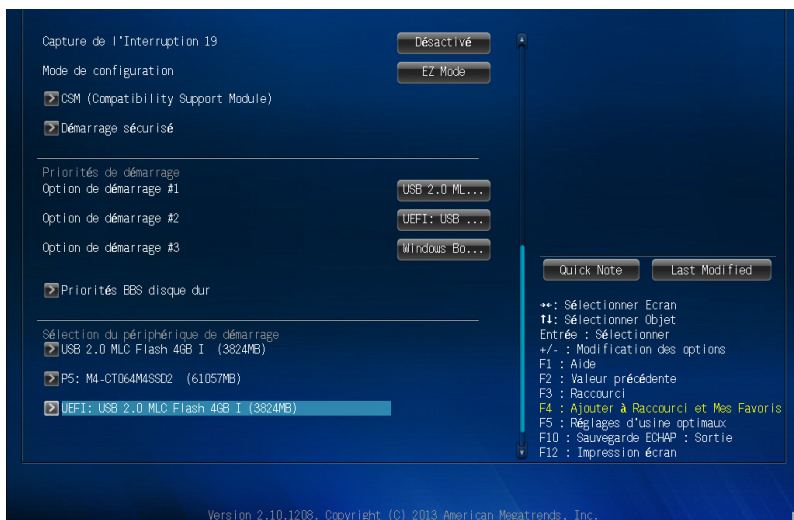 Capture de l'Interruption 19
Désactivé
Mode de configuration
EZ Mode
CSM (Compatibility Support Module)
Démarrage sécurisé
Priorités de démarrage
Option de démarrage #1
USB 2.0 ML...
Option de démarrage #2
UEFI: USB ...
Option de démarrage #3
Windows Bo...
Priorités BBS disque dur
Sélection du périphérique de démarrage
USB 2.0 MLC Flash 4GB I (3824MB)
P5: M4-CT064M4SSD2 (61057MB)
UEFI: USB 2.0 MLC Flash 4GB I (3824MB)
Quick Note
Last Modified
→←: Sélectionner Ecran
↑↓: Sélectionner Objet
Entrée : Sélectionner
+/- : Modification des options
F1 : Aide
F2 : Valeur précédente
F3 : Raccourci
F4 : Ajouter à Raccourci et Mes Favoris
F5 : Réglages d'usine optimaux
F10 : Sauvegarde ECHAP : Sortie
F12 : Impression écran
Version 2.10.1208. Copyright (C) 2013 American Megatrends, Inc.